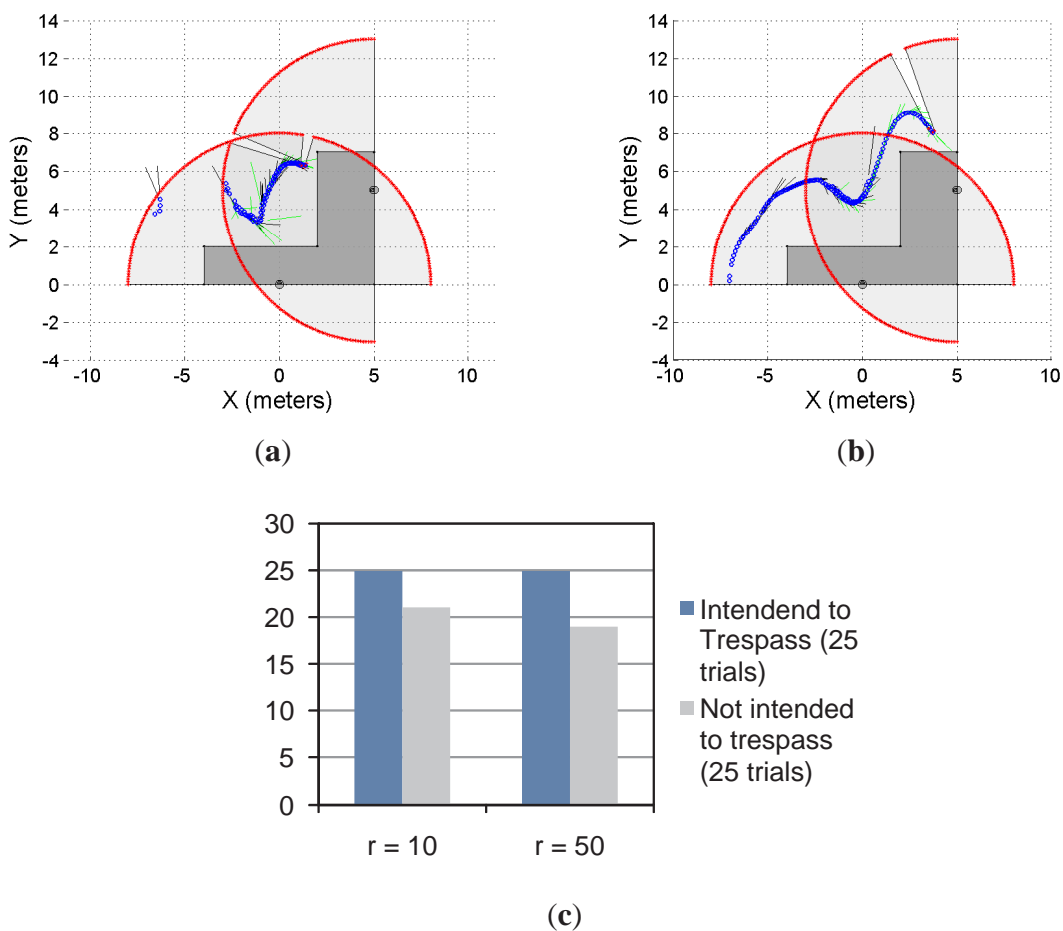 14
12
10
8
6
4
2
0
-2
-4
-10
-5
0
5
10
Y (meters)
X (meters)
(a)
14
12
10
8
6
4
2
0
-2
-4
-10
-5
0
5
10
Y (meters)
X (meters)
(b)
30
25
20
15
10
5
0
r = 10
r = 50
Intendend to
Trespass (25
trials)
Not intended
to trespass
(25 trials)
(c)